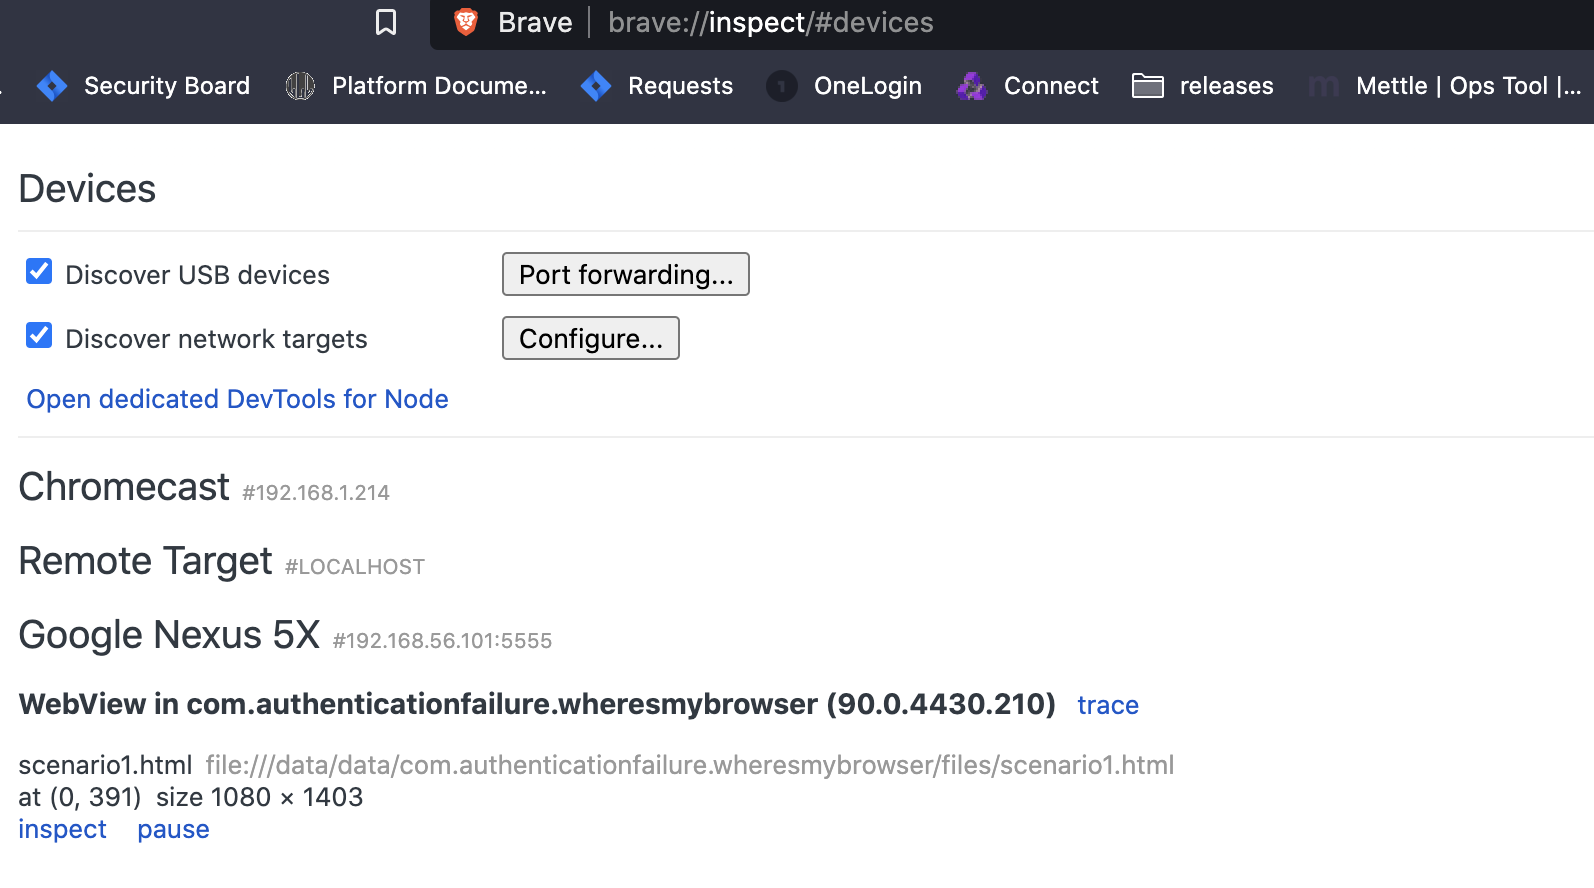 Brave | brave://inspect/#devices
. Security Board Platform Docume... Requests 1 OneLogin Connect releases m Mettle | Ops Tool |...
Devices
Discover USB devices Port forwarding...
Discover network targets Configure...
Open dedicated DevTools for Node
Chromecast #192.168.1.214
Remote Target #LOCALHOST
Google Nexus 5X #192.168.56.101:5555
WebView in com.authenticationfailure.wheresmybrowser (90.0.4430.210) trace
scenario1.html file:///data/data/com.authenticationfailure.wheresmybrowser/files/scenario1.html
at (0, 391) size 1080 × 1403
inspect pause